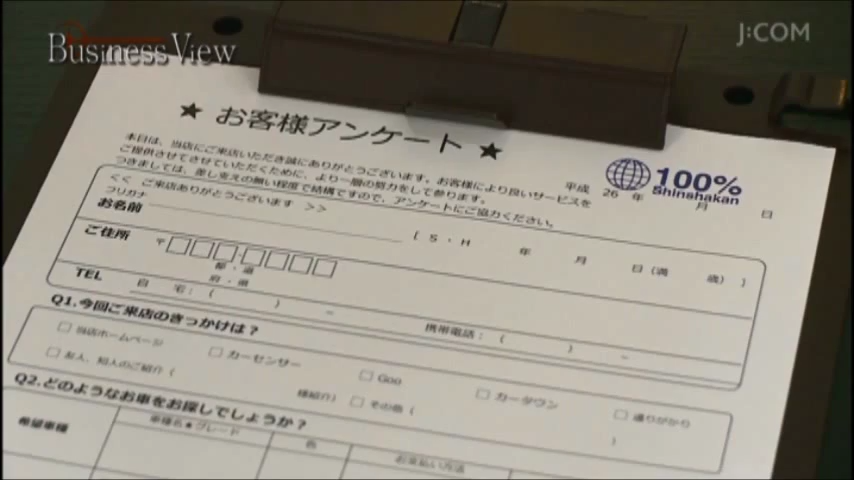 Business View
J:COM
★ お客様アンケート ★
本日は、当店にご来店いただき誠にありがとうございます。お客様により良いサービスを
ご提供させていただくために、より一層の努力をして参ります。
つきましては、差し支えの無い程度で結構ですので、アンケートにご協力ください。
100%
Shinshakan
平成 26 年 月 日
くく ご来店ありがとうございます >>
フリガナ
お名前 ( S ・ H 年 月 日 (満 歳) )
ご住所 〒
都・道
府・県
TEL 自 宅: ( ) − 携帯電話: ( ) −
Q1.今回ご来店のきっかけは?
□ 当店ホームページ □ カーセンサー □ Goo □ カータウン □ 通りがかり
□ 友人、知人のご紹介 ( 様紹介) □ その他 ( )
Q2.どのようなお車をお探しでしょうか?
希望車種 車種名★グレード 色 お支払い方法